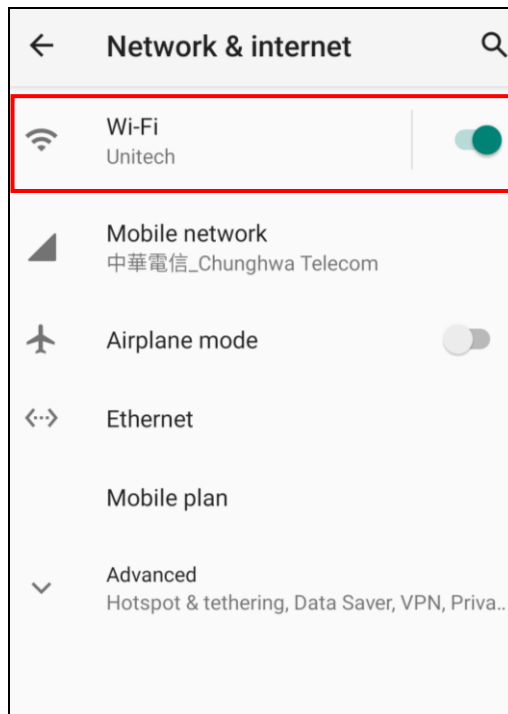 Network & internet
Wi-Fi
Unitech
Mobile network
中華電信_Chunghwa Telecom
Airplane mode
Ethernet
Mobile plan
Advanced
Hotspot & tethering, Data Saver, VPN, Priva..